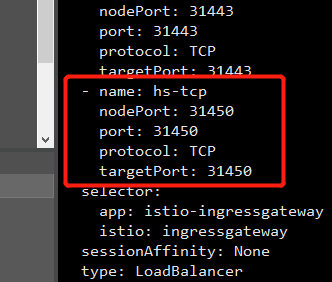 nodePort: 31443
port: 31443
protocol: TCP
targetPort: 31443
- name: hs-tcp
nodePort: 31450
port: 31450
protocol: TCP
targetPort: 31450
selector:
app: istio-ingressgateway
istio: ingressgateway
sessionAffinity: None
type: LoadBalancer